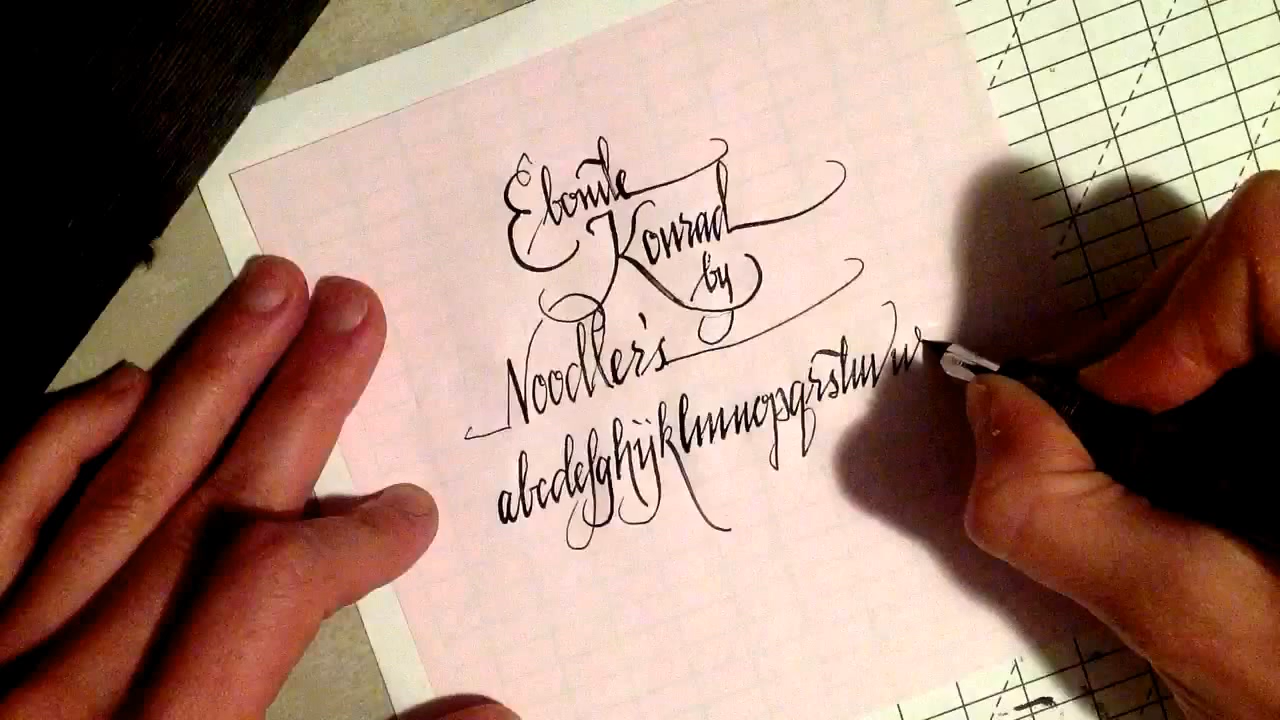 Ebonite
Konrad
by
Noodler's
abcdefghijklmnopqrstuvw